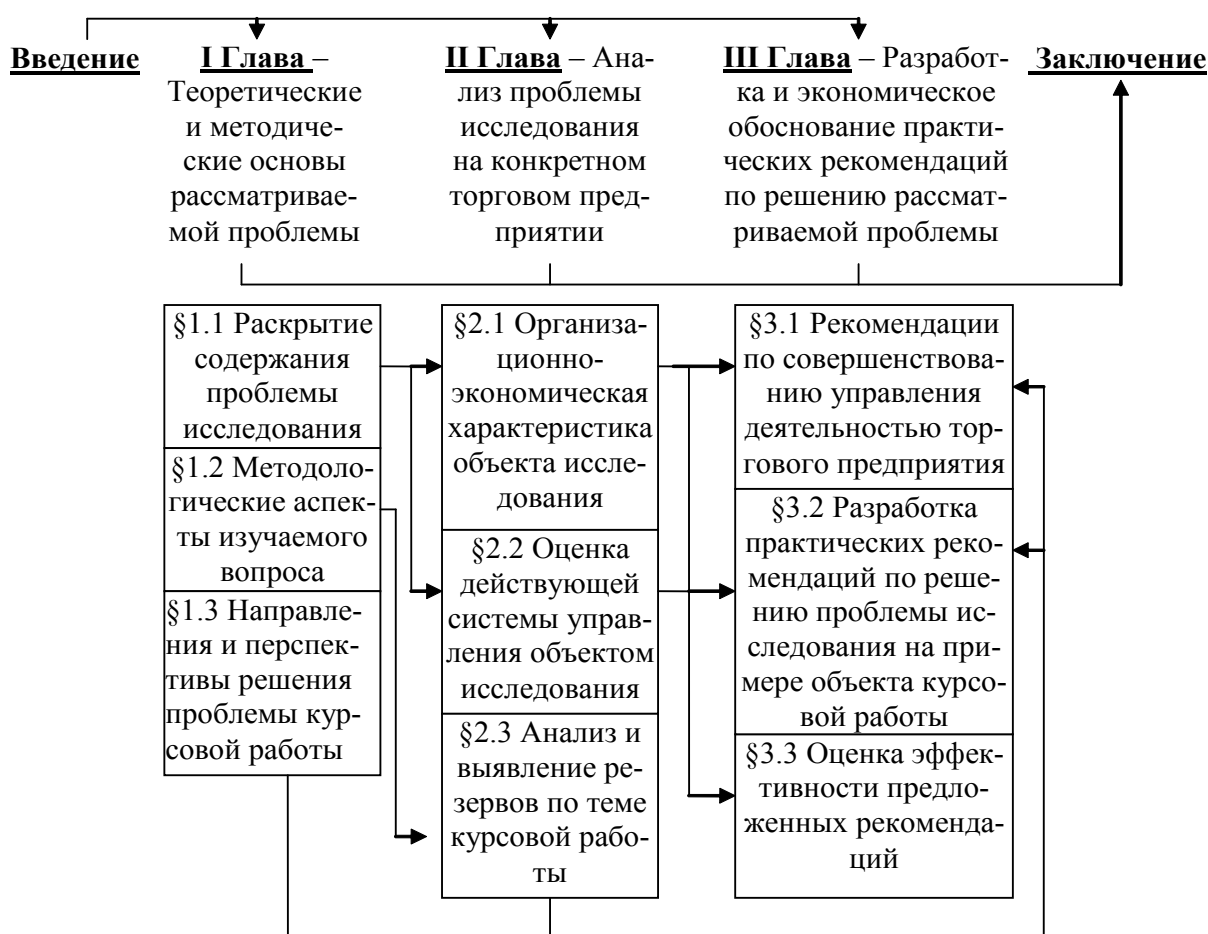 Введение
I Глава –
Теоретические
и методиче-
ские основы
рассматривае-
мой проблемы
II Глава – Ана-
лиз проблемы
исследования
на конкретном
торговом пред-
приятии
III Глава – Разработ-
ка и экономическое
обоснование практи-
ческих рекомендаций
по решению рассмат-
риваемой проблемы
Заключение
§1.1 Раскрытие
содержания
проблемы
исследования
§1.2 Методоло-
гические аспек-
ты изучаемого
вопроса
§1.3 Направле-
ния и перспек-
тивы решения
проблемы кур-
совой работы
§2.1 Организа-
ционно-
экономическая
характеристика
объекта иссле-
дования
§2.2 Оценка
действующей
системы управ-
ления объектом
исследования
§2.3 Анализ и
выявление ре-
зервов по теме
курсовой рабо-
ты
§3.1 Рекомендации
по совершенствова-
нию управления
деятельностью тор-
гового предприятия
§3.2 Разработка
практических реко-
мендаций по реше-
нию проблемы ис-
следования на при-
мере объекта курсо-
вой работы
§3.3 Оценка эффек-
тивности предло-
женных рекоменда-
ций